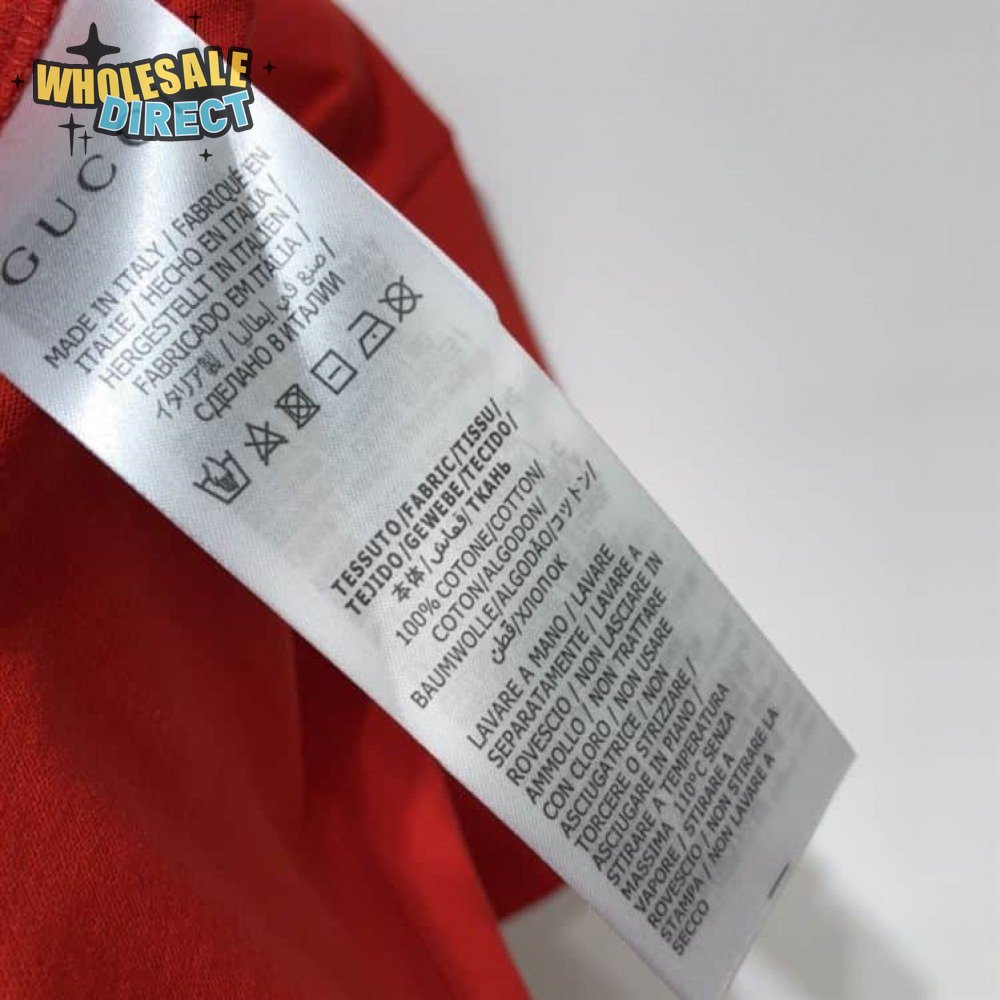 WHOLESALE
DIRECT
GUCC
MADE IN ITALY / FABRIQUÉ EN
ITALIE / HECHO EN ITALIA /
HERGESTELLT IN ITALIEN /
FABRICADO EM ITALIA /
イタリア製 / صنع في إيطاليا /
СДЕЛАНО В ИТАЛИИ
TESSUTO/FABRIC/TISSU/
TEJIDO/GEWEBE/TECIDO/
本体/قماش/ТКАНЬ
100% COTONE/COTTON/
COTON/ALGODON/
BAUMWOLLE/ALGODÃO/コットン/
قطن/ХЛОПОК
LAVARE A MANO / LAVARE
SEPARATAMENTE / LAVARE A
ROVESCIO / NON LASCIARE IN
AMMOLLO / NON TRATTARE
CON CLORO / NON USARE
ASCIUGATRICE / NON
TORCERE O STRIZZARE /
ASCIUGARE IN PIANO /
STIRARE A TEMPERATURA
MASSIMA 110°C SENZA
VAPORE / STIRARE A
ROVESCIO / NON STIRARE LA
STAMPA / NON LAVARE A
SECCO